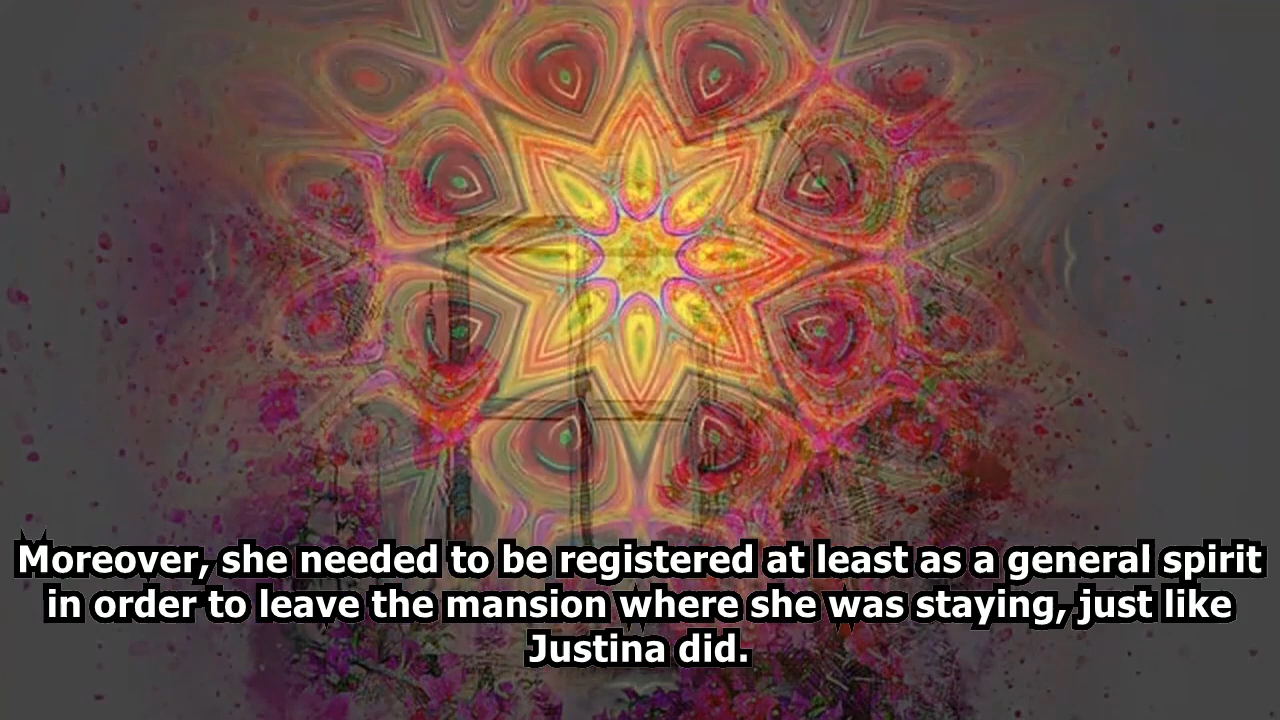 Moreover, she needed to be registered at least as a general spirit
in order to leave the mansion where she was staying, just like
Justina did.